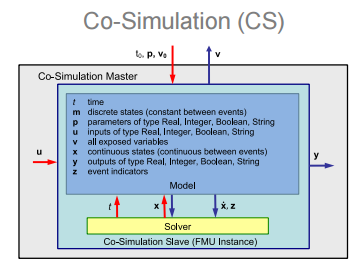 Co-Simulation (CS)
t₀, p, v₀
v
Co-Simulation Master
t time
m discrete states (constant between events)
p parameters of type Real, Integer, Boolean, String
u inputs of type Real, Integer, Boolean, String
v all exposed variables
x continuous states (continuous between events)
y outputs of type Real, Integer, Boolean, String
z event indicators
u
y
Model
t
x
ẋ, z
Solver
Co-Simulation Slave (FMU Instance)